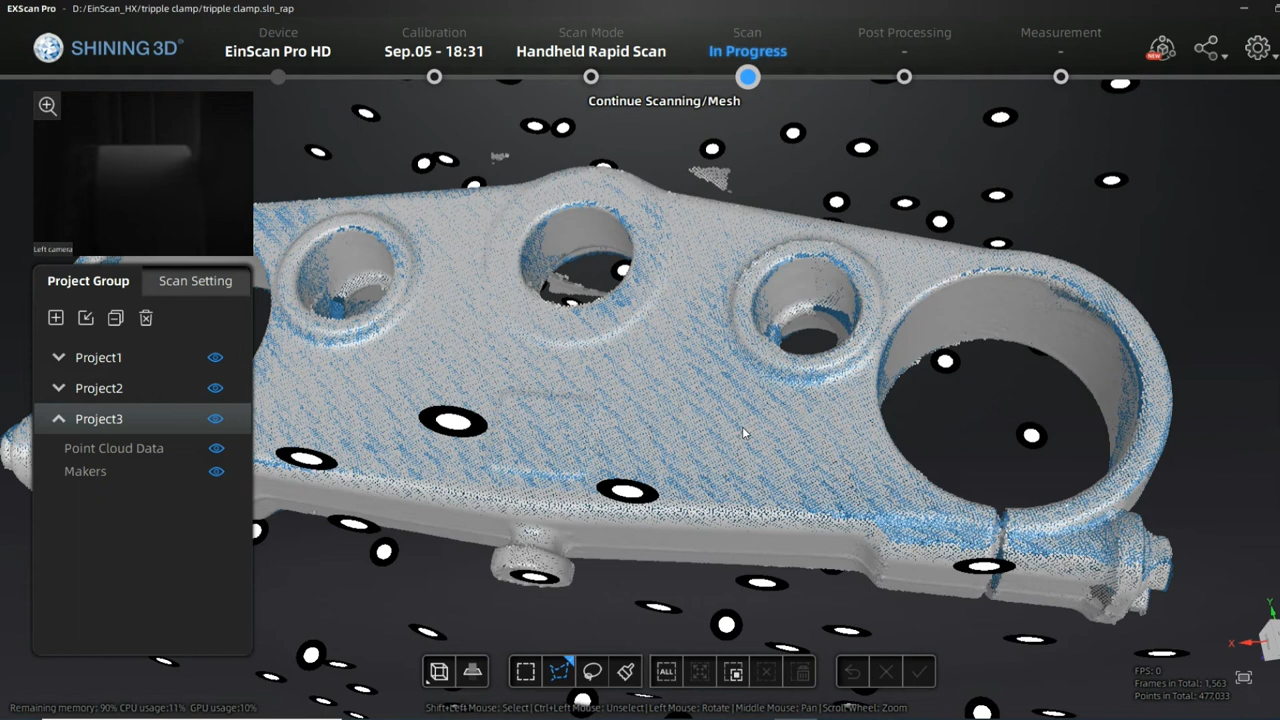 EXScan Pro - D:/EinScan_HX/tripple clamp/tripple clamp.sln_rap
SHINING 3D®
Device
EinScan Pro HD
Calibration
Sep.05 - 18:31
Scan Mode
Handheld Rapid Scan
Scan
In Progress
Post Processing
-
Measurement
-
NEW
Continue Scanning/Mesh
Left camera
Project Group
Scan Setting
Project1
Project2
Project3
Point Cloud Data
Makers
ALL
Y
X
FPS: 0
Frames in Total: 1,563
Points in Total: 477,033
Remaining memory: 90% CPU usage:11% GPU usage:10%
Shift+Left Mouse: Select | Ctrl+Left Mouse: Unselect | Left Mouse: Rotate | Middle Mouse: Pan | Scroll Wheel: Zoom